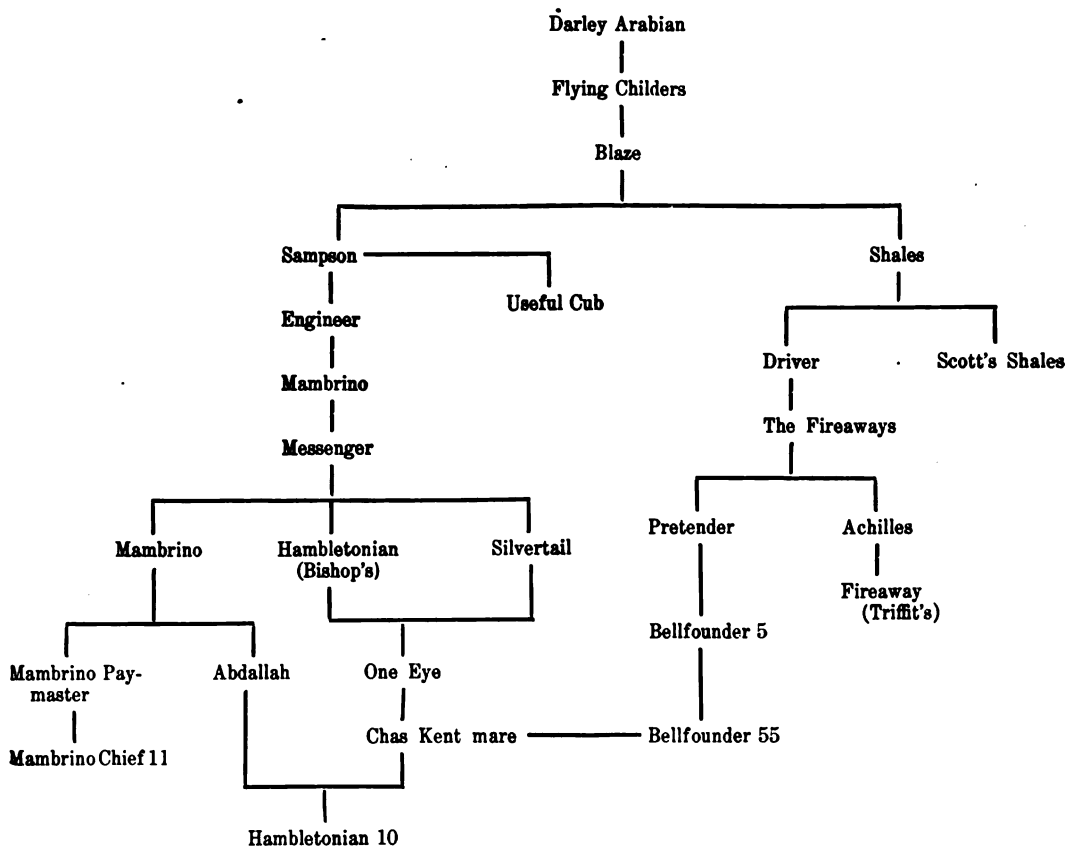 Darley Arabian
Flying Childers
Blaze
Sampson
Shales
Useful Cub
Engineer
Driver
Scott's Shales
Mambrino
The Fireaways
Messenger
Pretender
Achilles
Mambrino
Hambletonian
(Bishop's)
Silvertail
Fireaway
(Triffit's)
Bellfounder 5
Mambrino Pay-
master
Abdallah
One Eye
Chas Kent mare
Bellfounder 55
Mambrino Chief 11
Hambletonian 10